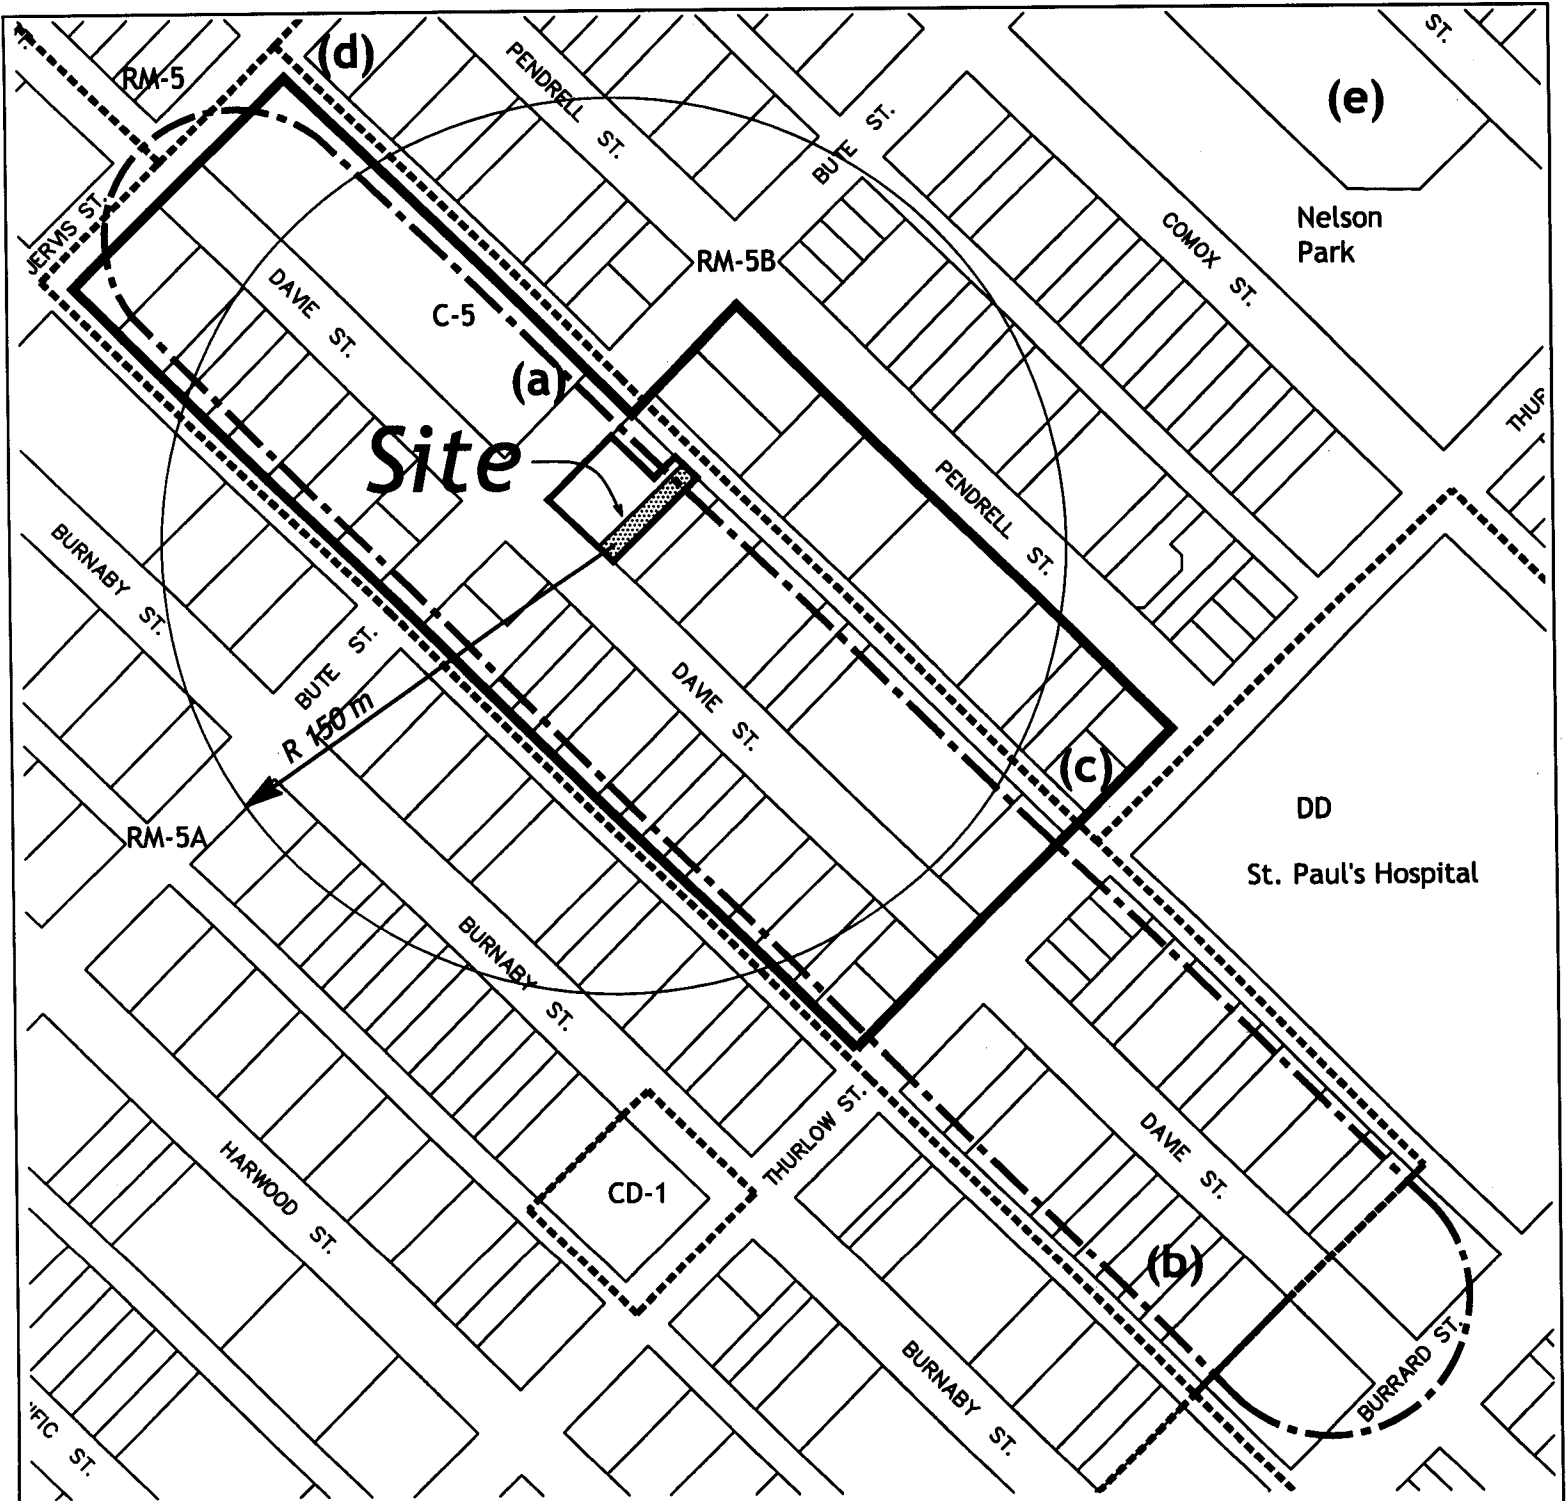 ST.
(d)
RM-5
PENDRELL ST.
(e)
BUTE ST.
JERVIS ST.
Nelson
Park
COMOX ST.
RM-5B
DAVIE ST.
C-5
(a)
Site
PENDRELL ST.
BURNABY ST.
BUTE ST.
R 150 m
DAVIE ST.
(c)
DD
RM-5A
St. Paul's Hospital
BURNABY ST.
THURLOW ST.
DAVIE ST.
HARWOOD ST.
CD-1
(b)
BURNABY ST.
BURRARD ST.
ST.